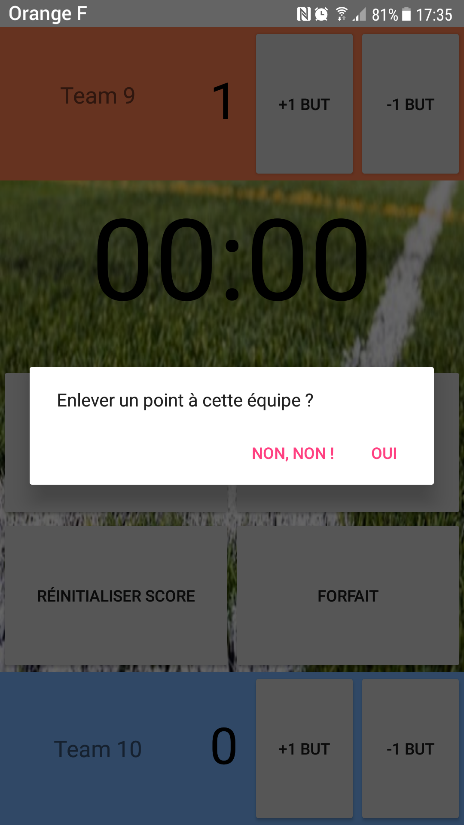 Orange F 81% 17:35
Team 9 1 +1 BUT -1 BUT
00:00
Enlever un point à cette équipe ?
NON, NON ! OUI
RÉINITIALISER SCORE FORFAIT
Team 10 0 +1 BUT -1 BUT